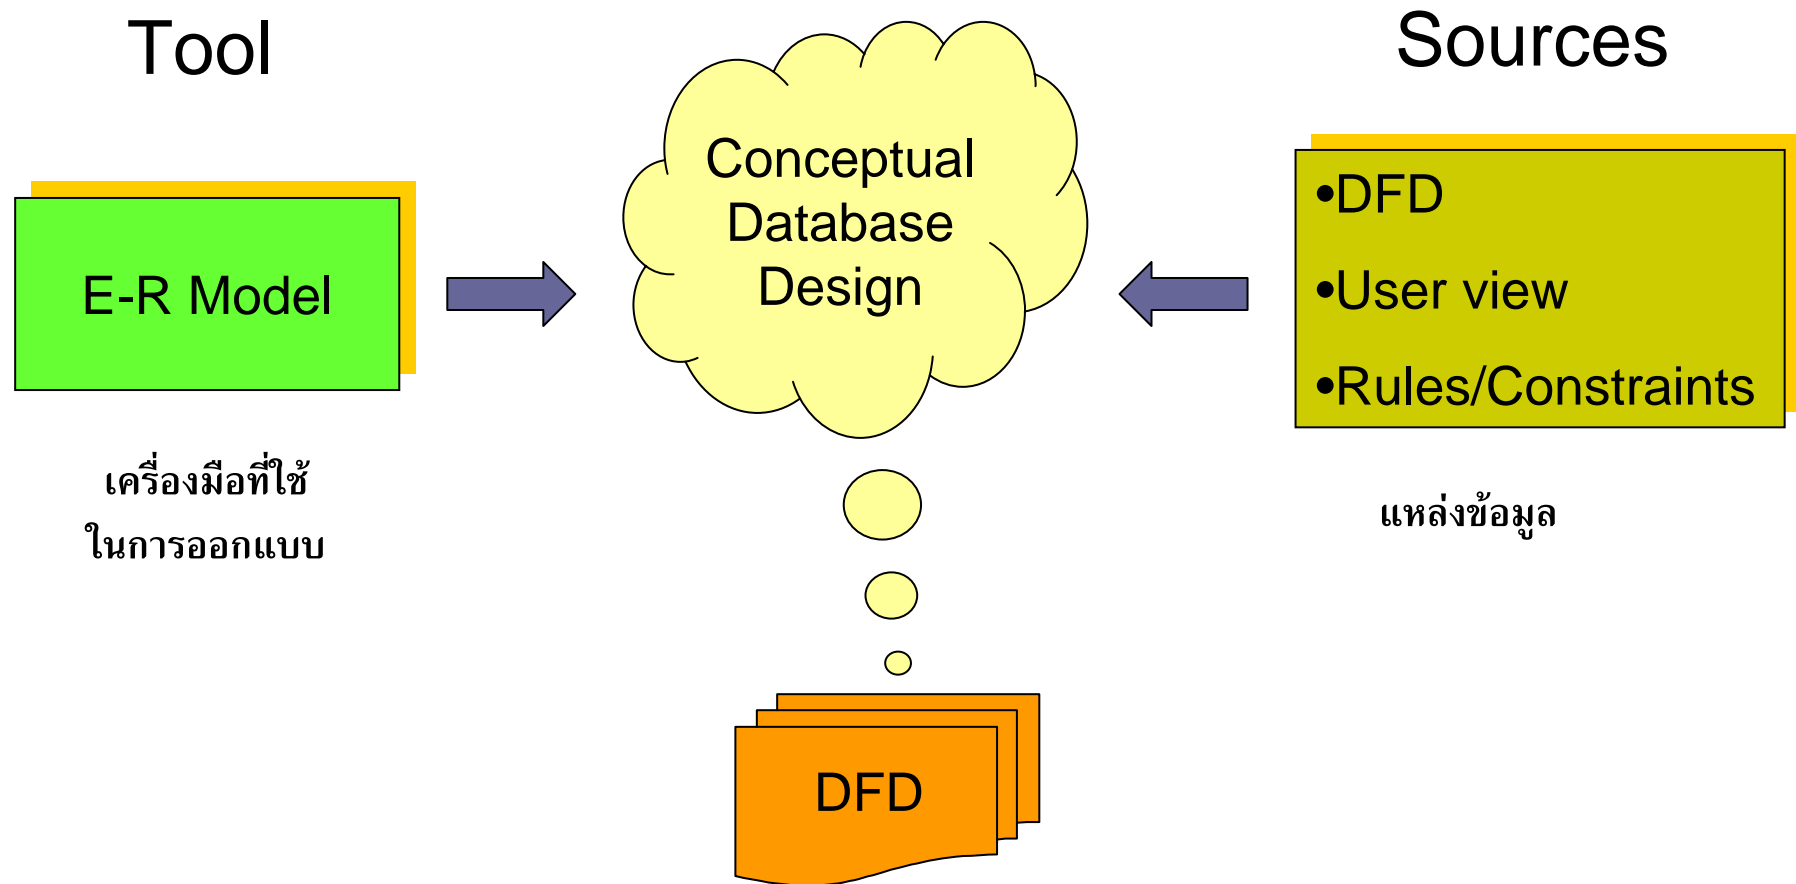 Tool
Sources
Conceptual
Database
Design
E-R Model
•DFD
•User view
•Rules/Constraints
เครื่องมือที่ใช้
ในการออกแบบ
แหล่งข้อมูล
DFD